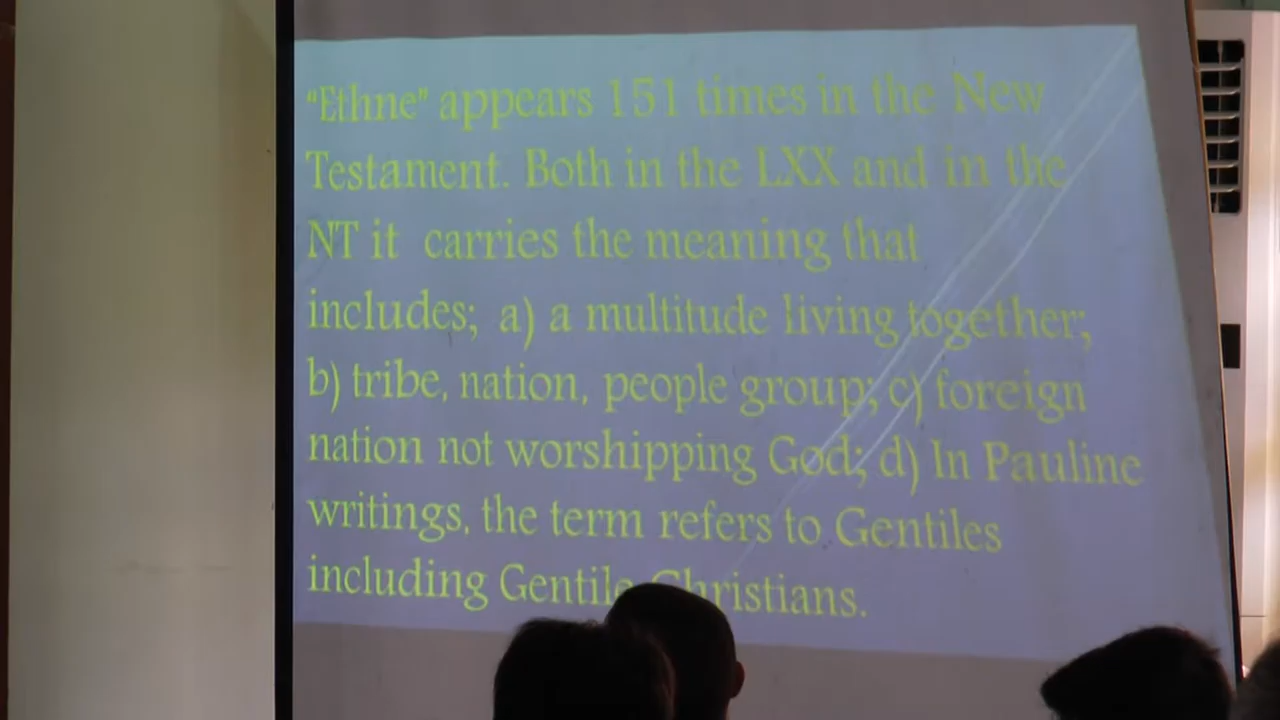 "Ethne" appears 151 times in the New
Testament. Both in the LXX and in the
NT it carries the meaning that
includes; a) a multitude living together;
b) tribe, nation, people group; c) foreign
nation not worshipping God; d) In Pauline
writings, the term refers to Gentiles
including Gentile Christians.